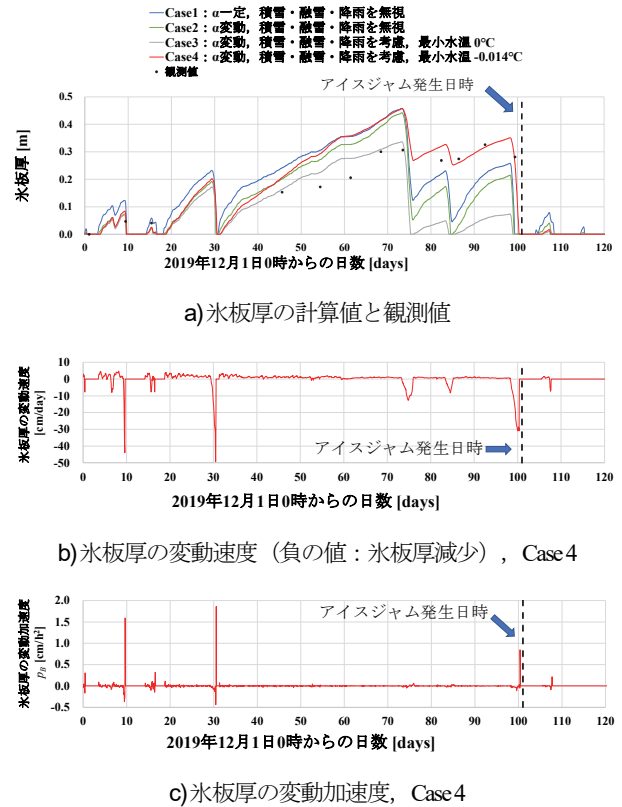 Case1：α一定，積雪・融雪・降雨を無視
Case2：α変動，積雪・融雪・降雨を無視
Case3：α変動，積雪・融雪・降雨を考慮，最小水温 0℃
Case4：α変動，積雪・融雪・降雨を考慮，最小水温 -0.014℃
・観測値
アイスジャム発生日時
氷板厚 [m]
0.5
0.4
0.3
0.2
0.1
0.0
0 10 20 30 40 50 60 70 80 90 100 110 120
2019年12月1日0時からの日数 [days]
a)氷板厚の計算値と観測値
氷板厚の変動速度
[cm/day]
10
0
-10
-20
-30
-40
-50
アイスジャム発生日時
0 10 20 30 40 50 60 70 80 90 100 110 120
2019年12月1日0時からの日数 [days]
b)氷板厚の変動速度（負の値：氷板厚減少），Case 4
氷板厚の変動加速度
pB [cm/h²]
2.0
1.5
1.0
0.5
0.0
-0.5
アイスジャム発生日時
0 10 20 30 40 50 60 70 80 90 100 110 120
2019年12月1日0時からの日数 [days]
c)氷板厚の変動加速度，Case 4